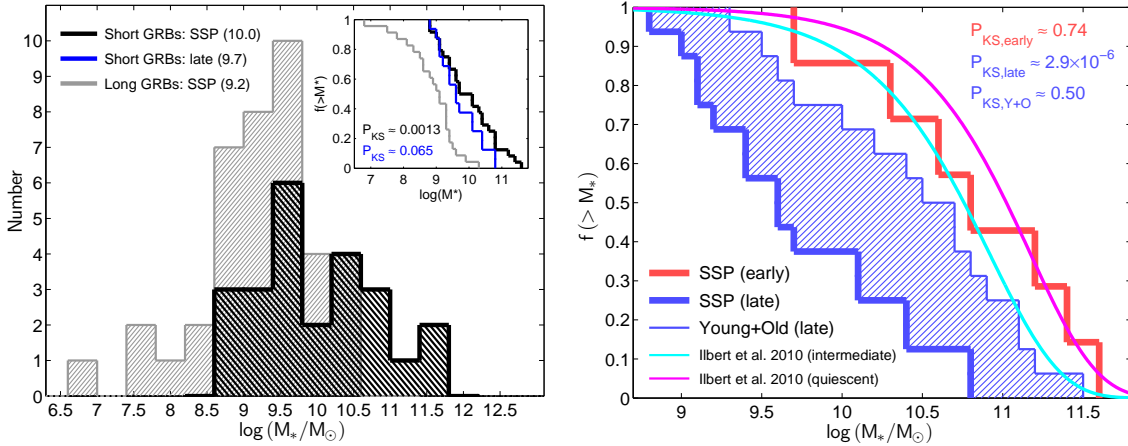 10
9
8
7
6
5
4
3
2
1
0
Number
6.5 7 7.5 8 8.5 9 9.5 10 10.5 11 11.5 12 12.5
log (M*/M⊙)
Short GRBs: SSP (10.0)
Short GRBs: late (9.7)
Long GRBs: SSP (9.2)
1
0.8
0.6
0.4
0.2
0
f(>M*)
P_KS ≈ 0.0013
P_KS ≈ 0.065
7 8 9 10 11
log(M*)
1
0.9
0.8
0.7
0.6
0.5
0.4
0.3
0.2
0.1
0
f (> M*)
P_KS,early ≈ 0.74
P_KS,late ≈ 2.9×10⁻⁶
P_KS,Y+O ≈ 0.50
SSP (early)
SSP (late)
Young+Old (late)
Ilbert et al. 2010 (intermediate)
Ilbert et al. 2010 (quiescent)
9 9.5 10 10.5 11 11.5
log (M*/M⊙)